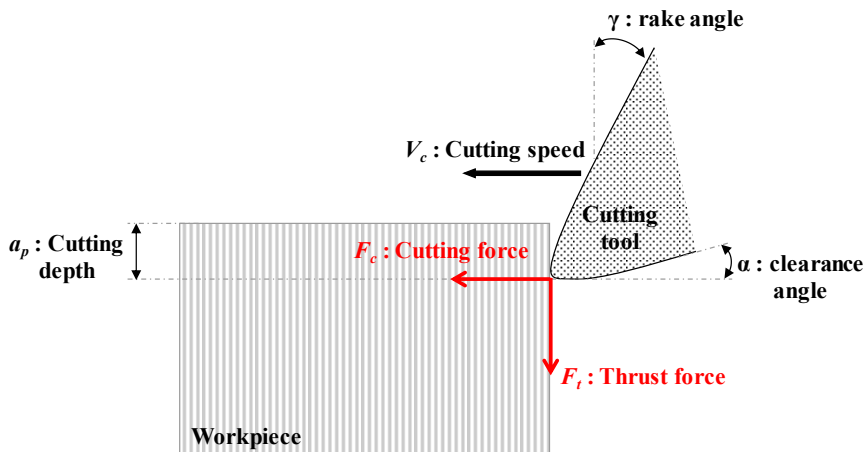 γ : rake angle
Vc : Cutting speed
ap : Cutting
depth
Fc : Cutting force
Cutting
tool
α : clearance
angle
Ft : Thrust force
Workpiece